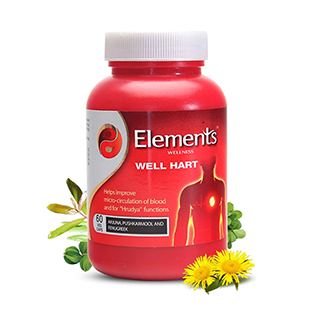 Elements
WELLNESS
WELL HART
Helps improve
micro-circulation of blood
and for "Hrudya" functions
60
ARJUNA, PUSHKARMOOL AND
FENUGREEK